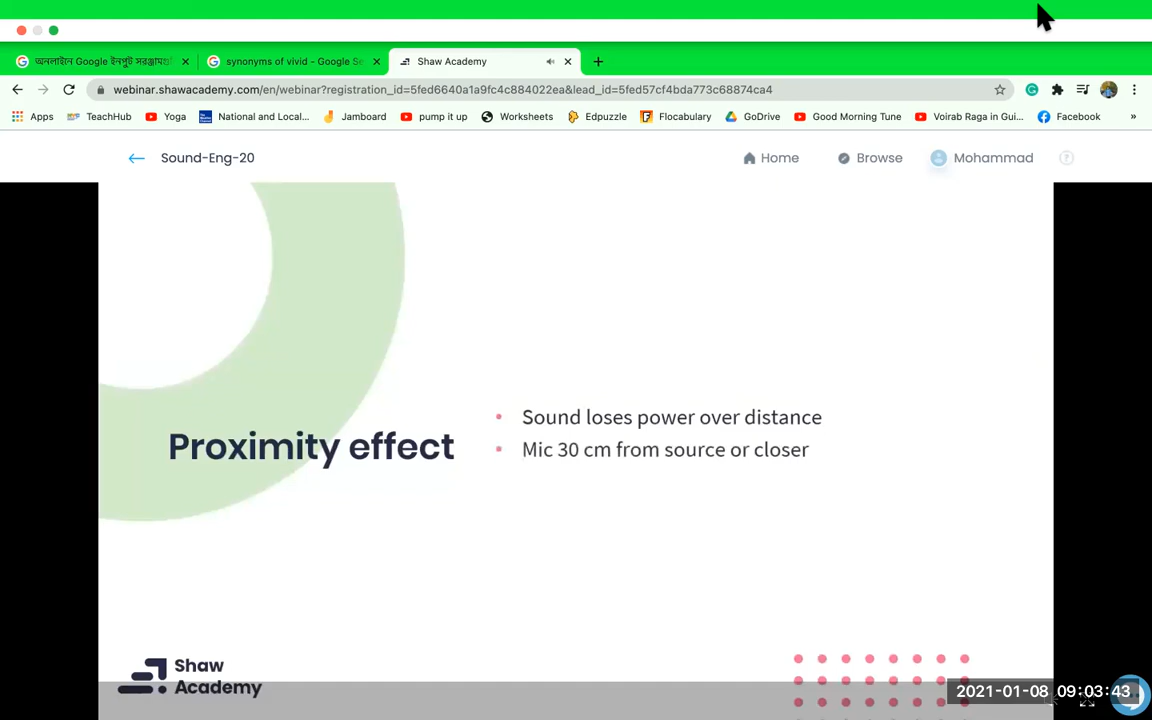 অনলাইনে Google ইনপুট সরঞ্জামগু
synonyms of vivid - Google Se
Shaw Academy
webinar.shawacademy.com/en/webinar?registration_id=5fed6640a1a9fc4c884022ea&lead_id=5fed57cf4bda773c68874ca4
Apps TeachHub Yoga National and Local... Jamboard pump it up Worksheets Edpuzzle Flocabulary GoDrive Good Morning Tune Voirab Raga in Gui... Facebook »
Sound-Eng-20 Home Browse Mohammad ?
Proximity effect
• Sound loses power over distance
• Mic 30 cm from source or closer
Shaw
Academy
2021-01-08 09:03:43